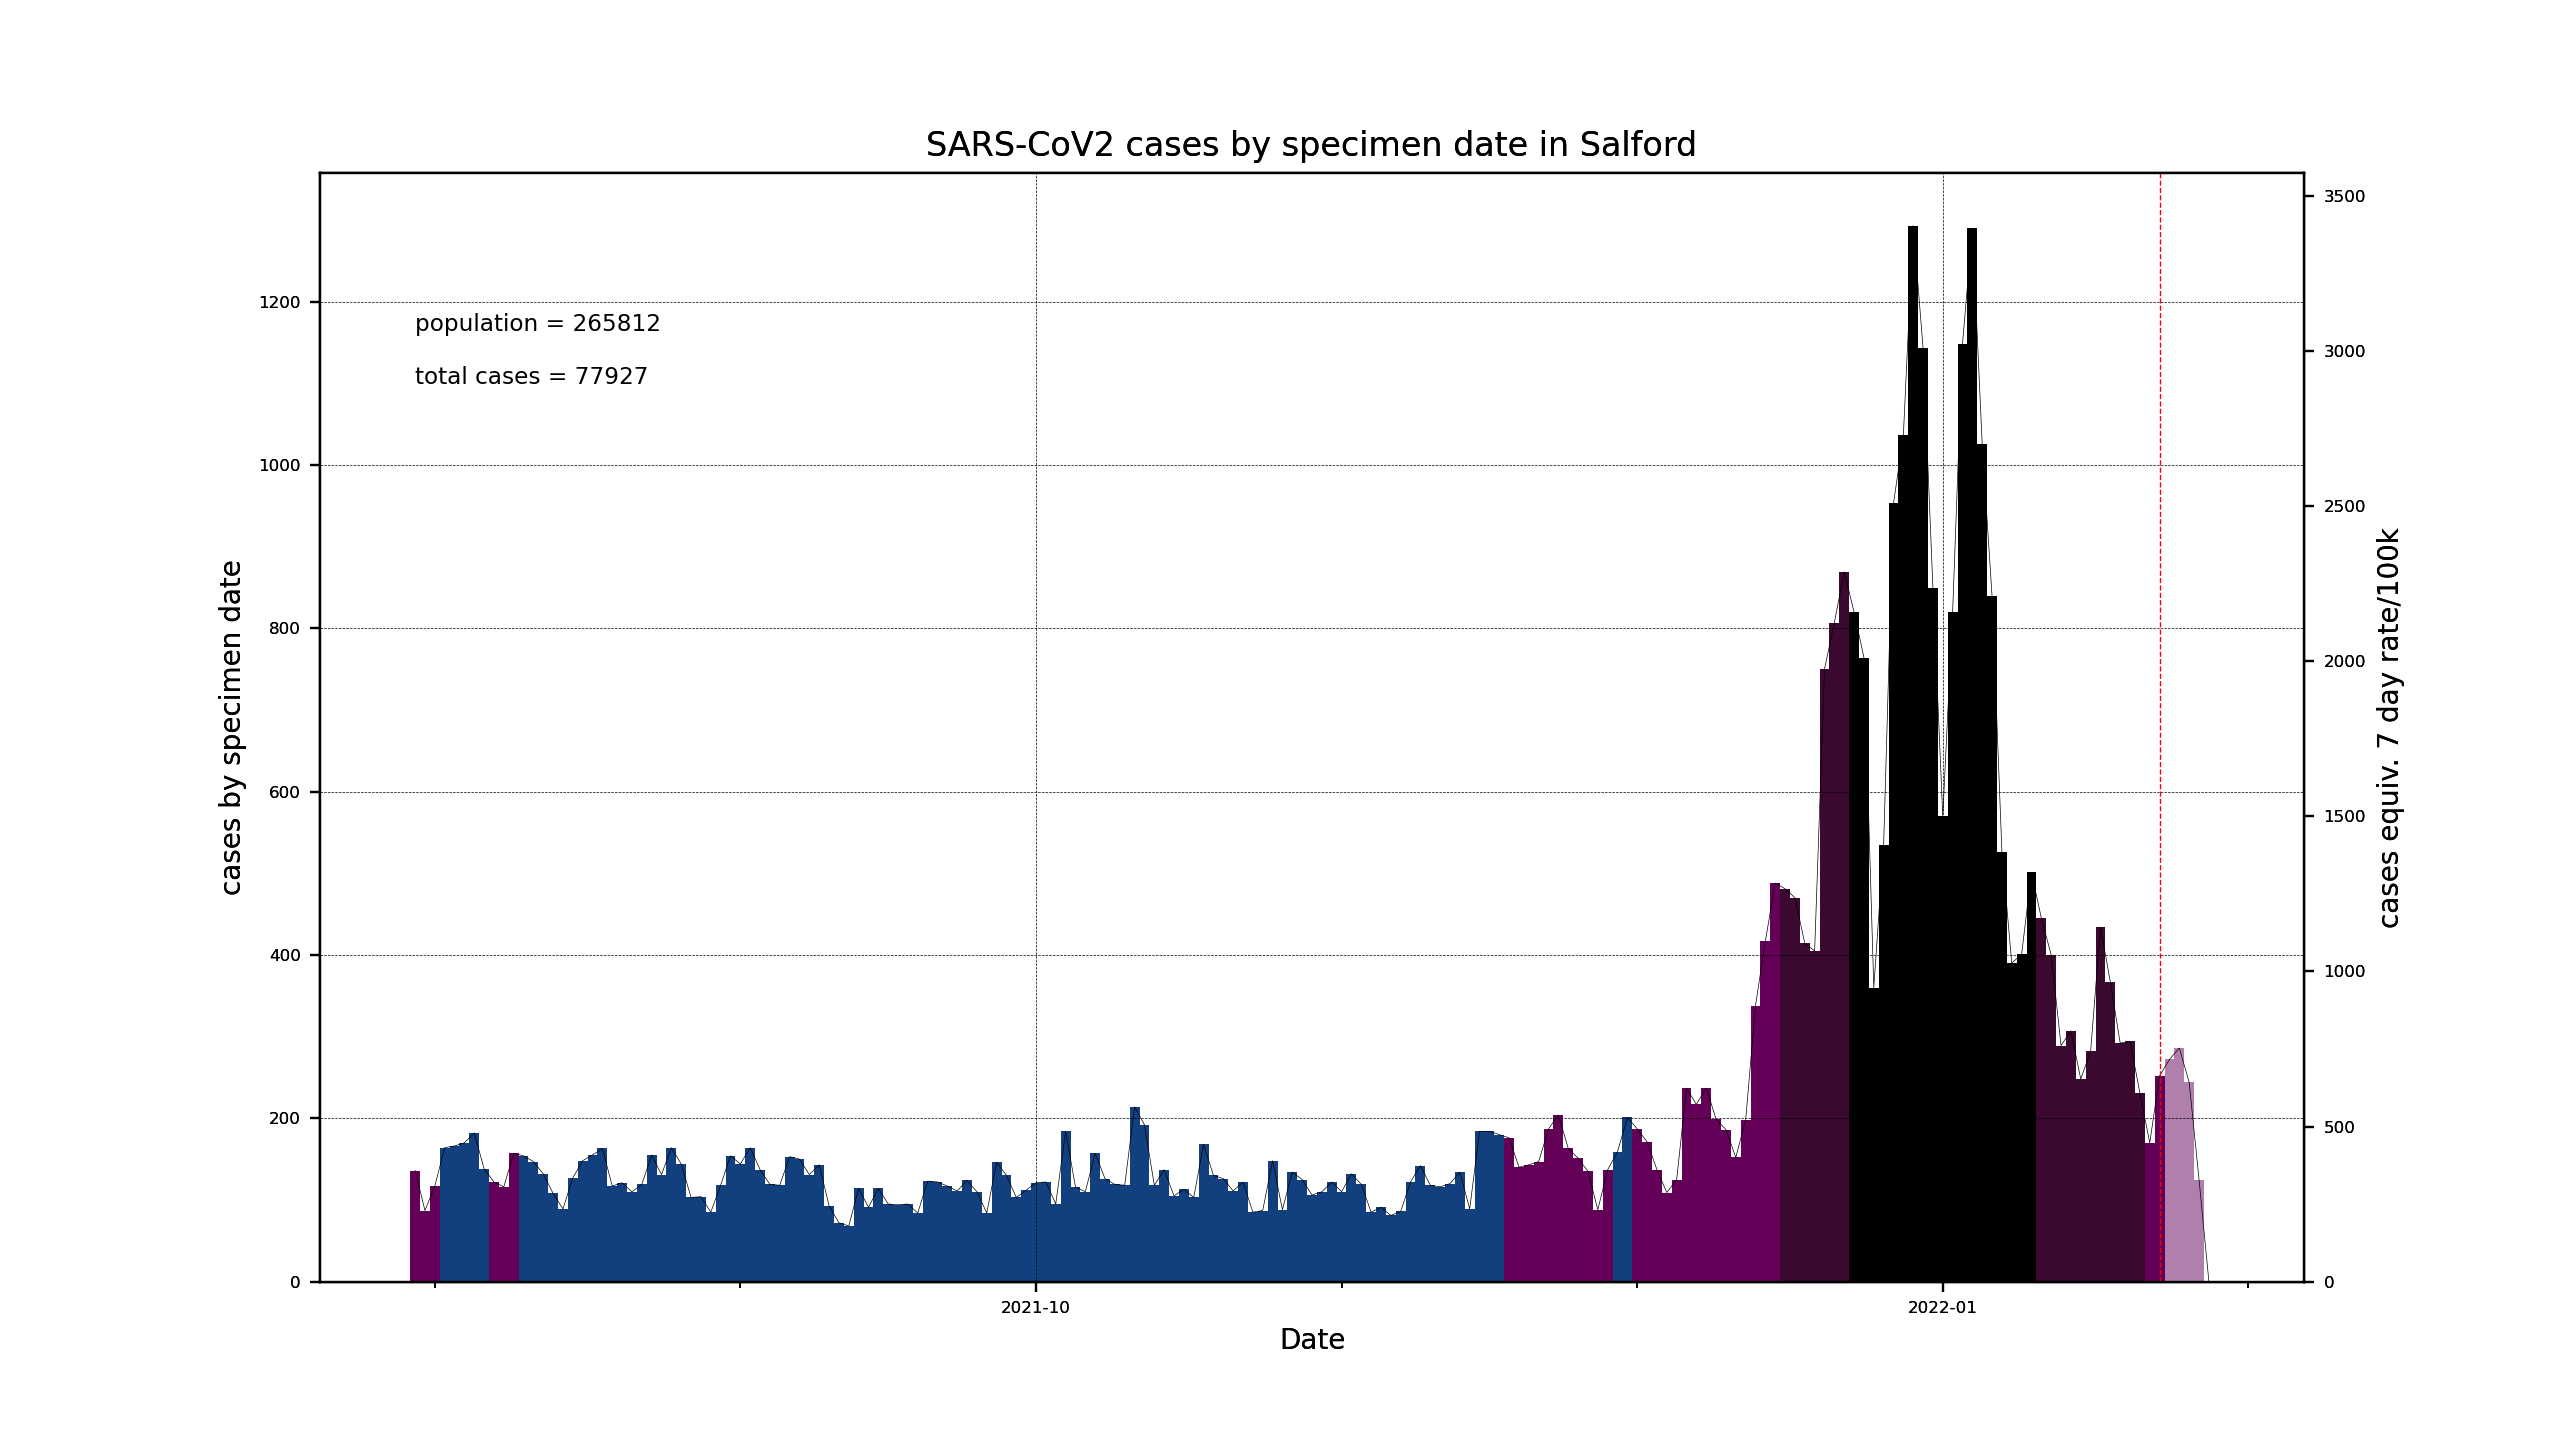 SARS-CoV2 cases by specimen date in Salford
population = 265812
total cases = 77927
cases by specimen date
1200
1000
800
600
400
200
0
3500
3000
2500
2000
1500
1000
500
0
cases equiv. 7 day rate/100k
2021-10
2022-01
Date